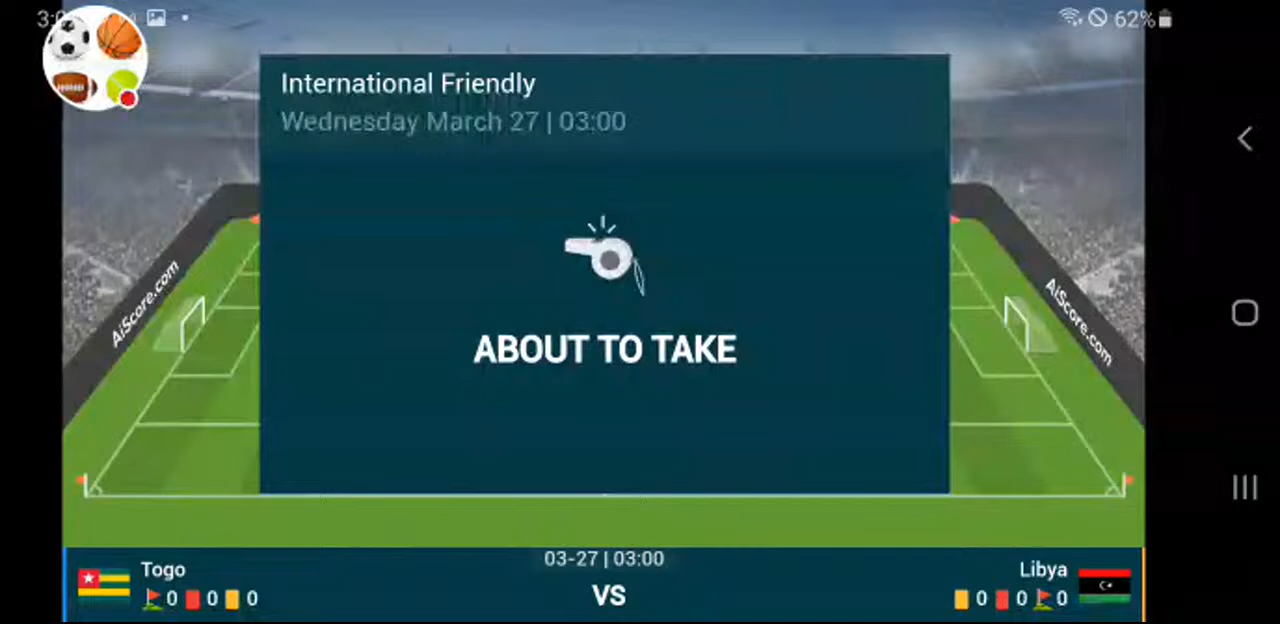 62%
International Friendly
Wednesday March 27 | 03:00
AiScore.com
AiScore.com
ABOUT TO TAKE
03-27 | 03:00
Togo
Libya
0 0 0
VS
0 0 0